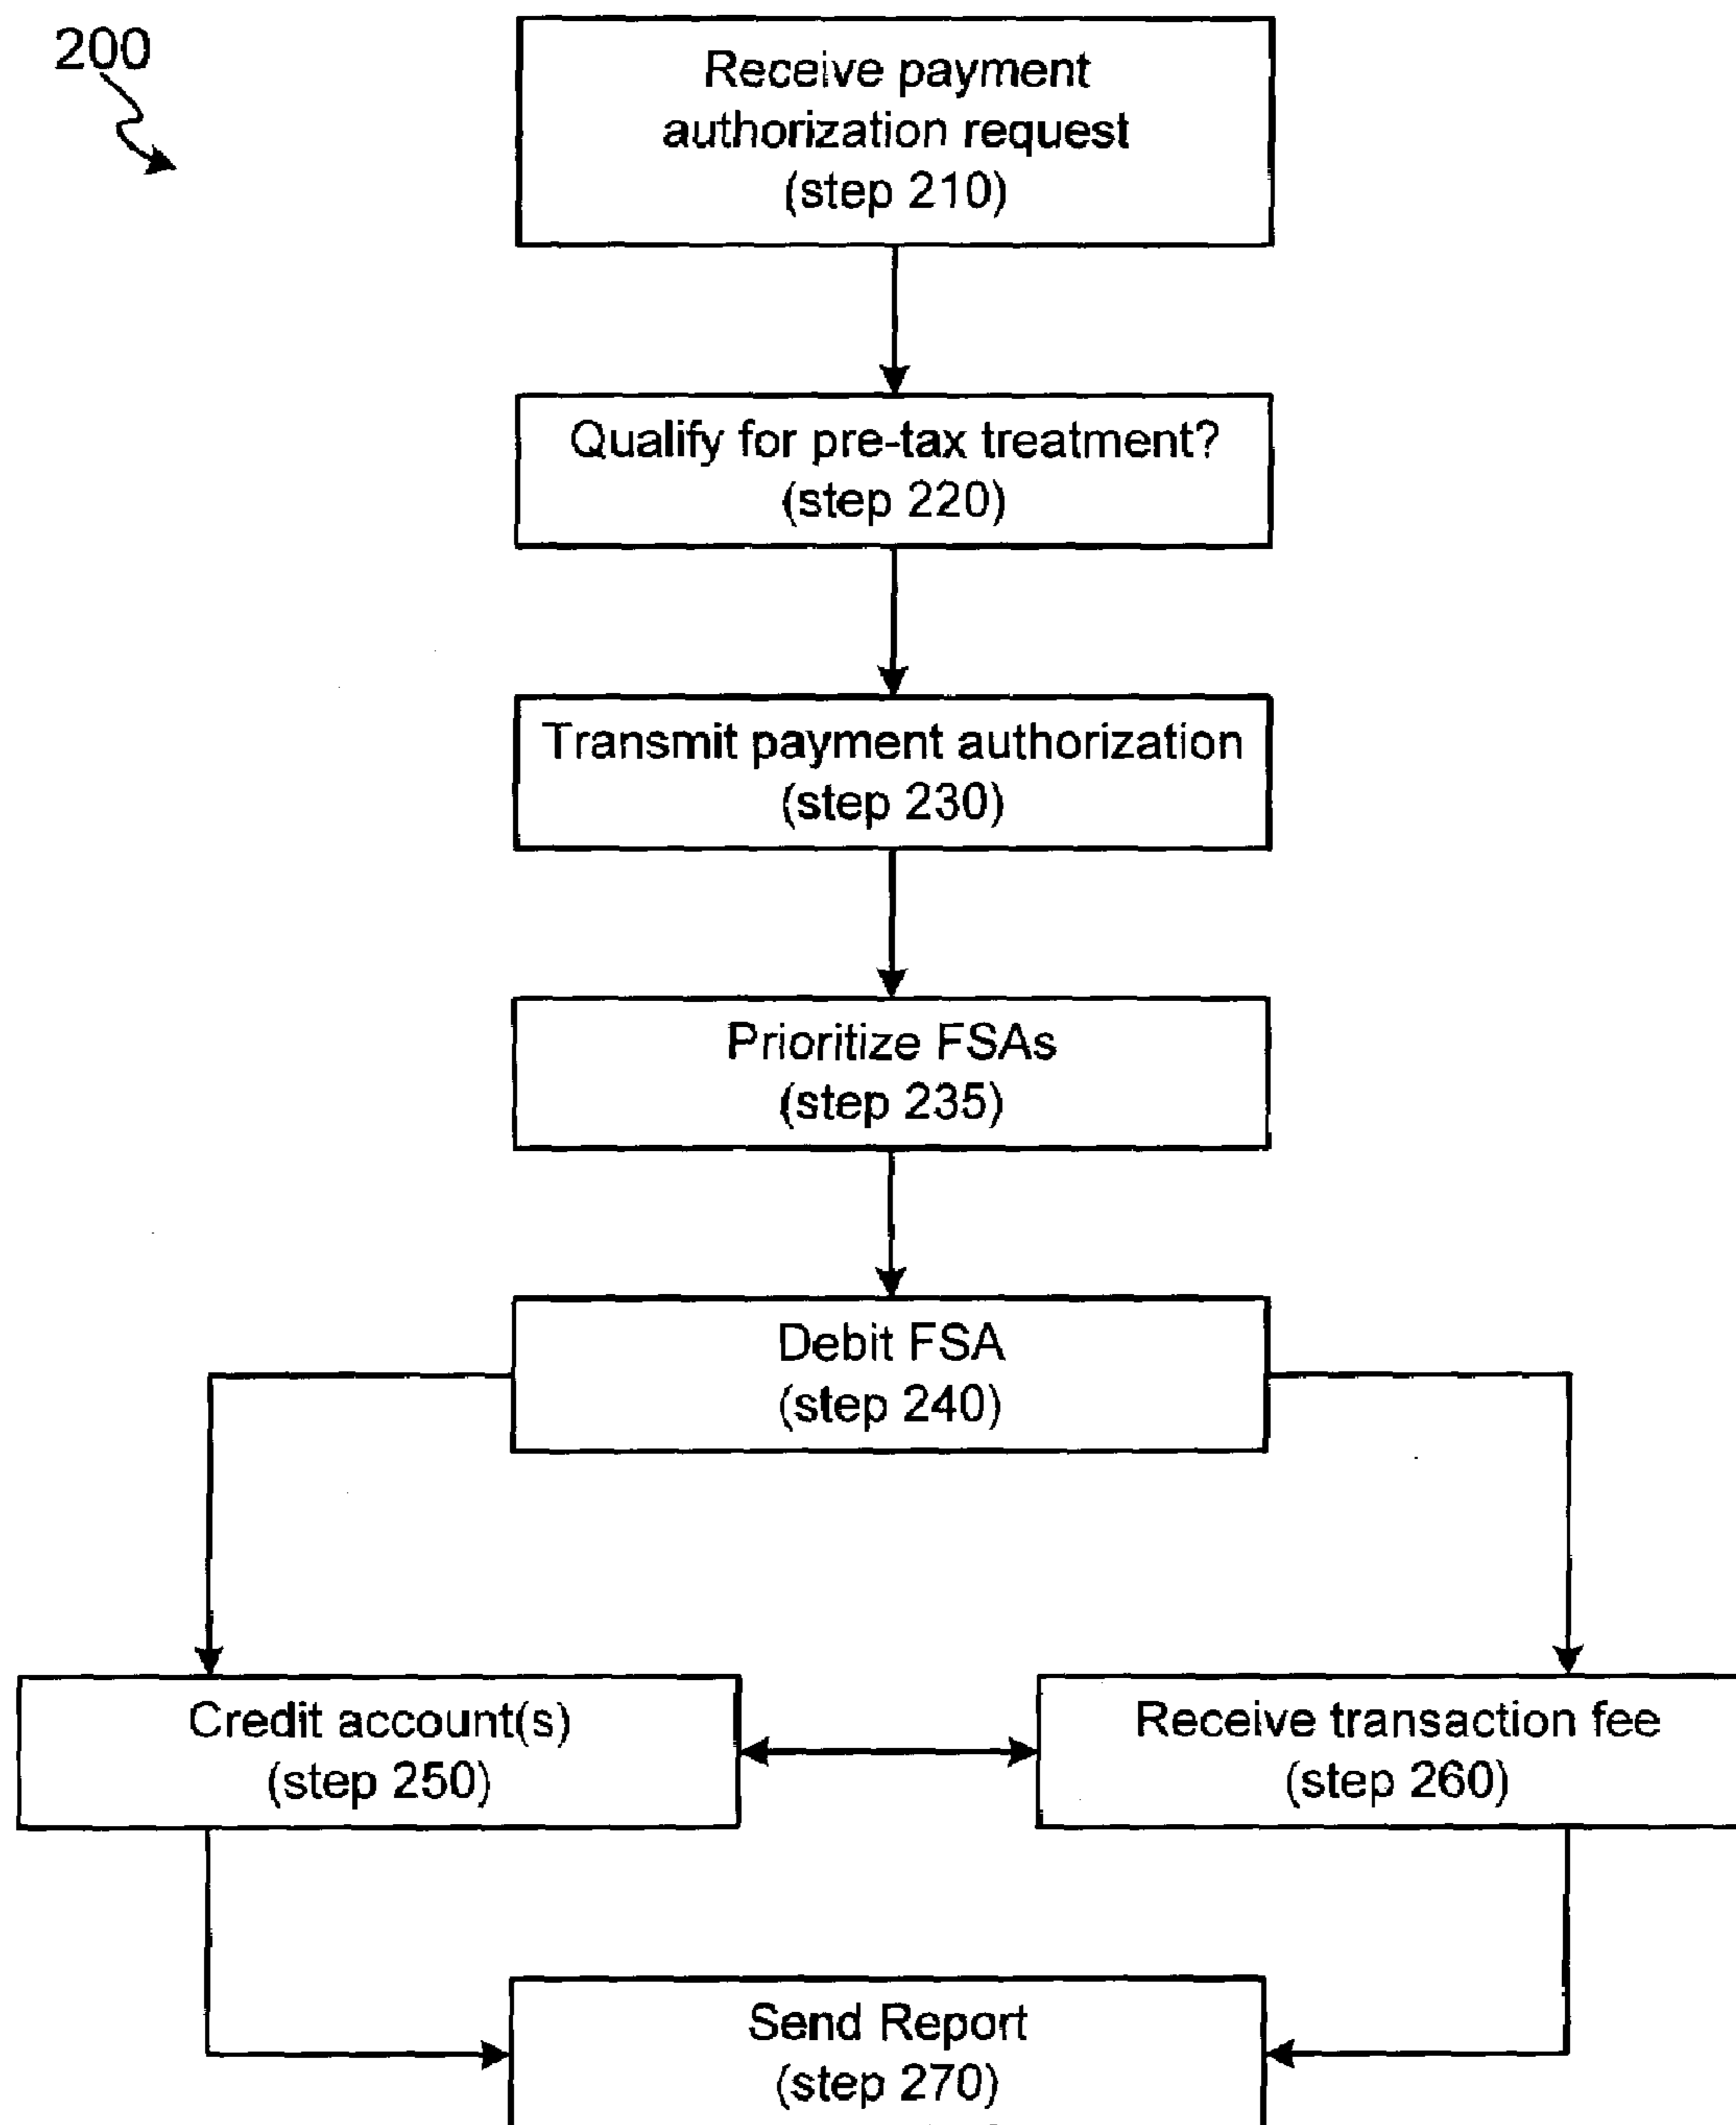 200
Receive payment
authorization request
(step 210)
Qualify for pre-tax treatment?
(step 220)
Transmit payment authorization
(step 230)
Prioritize FSAs
(step 235)
Debit FSA
(step 240)
Credit account(s)
(step 250)
Receive transaction fee
(step 260)
Send Report
(step 270)